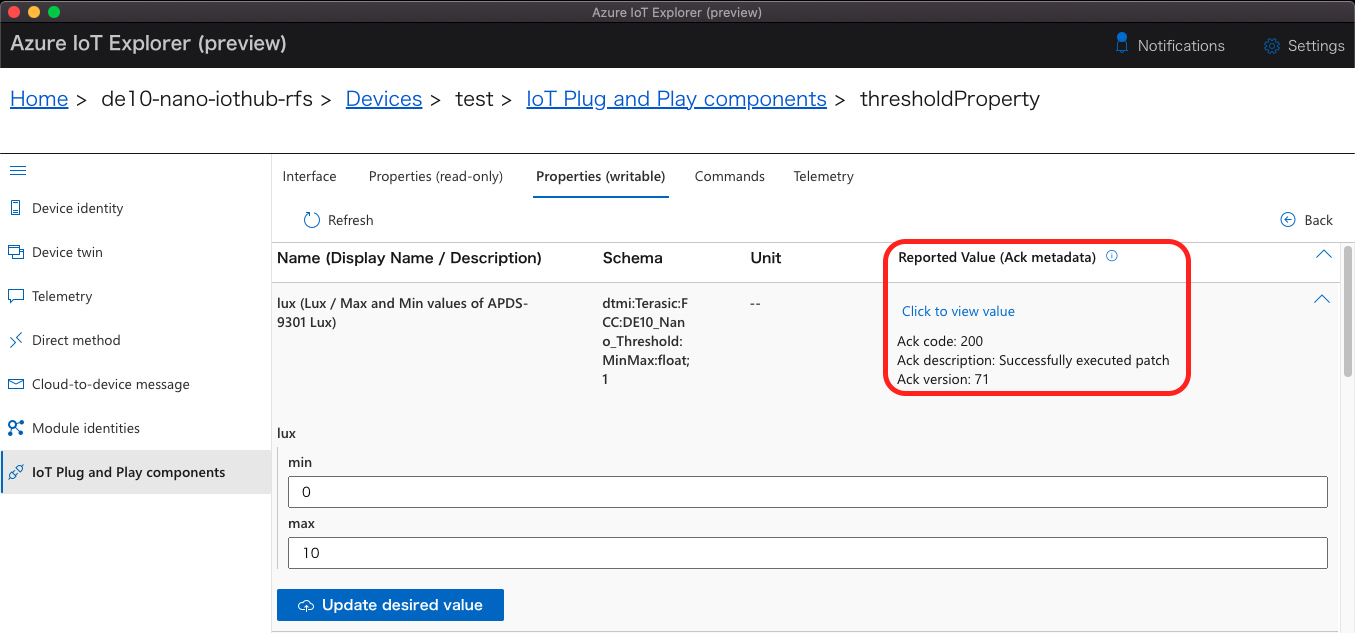 Azure IoT Explorer (preview)
Azure IoT Explorer (preview)
Notifications
Settings
Home > de10-nano-iothub-rfs > Devices > test > IoT Plug and Play components > thresholdProperty
Device identity
Device twin
Telemetry
Direct method
Cloud-to-device message
Module identities
IoT Plug and Play components
Interface
Properties (read-only)
Properties (writable)
Commands
Telemetry
Refresh
Back
Name (Display Name / Description)
Schema
Unit
Reported Value (Ack metadata)
lux (Lux / Max and Min values of APDS-
9301 Lux)
dtmi:Terasic:F
CC:DE10_Nan
o_Threshold:
MinMax:float;
1
--
Click to view value
Ack code: 200
Ack description: Successfully executed patch
Ack version: 71
lux
min
0
max
10
Update desired value